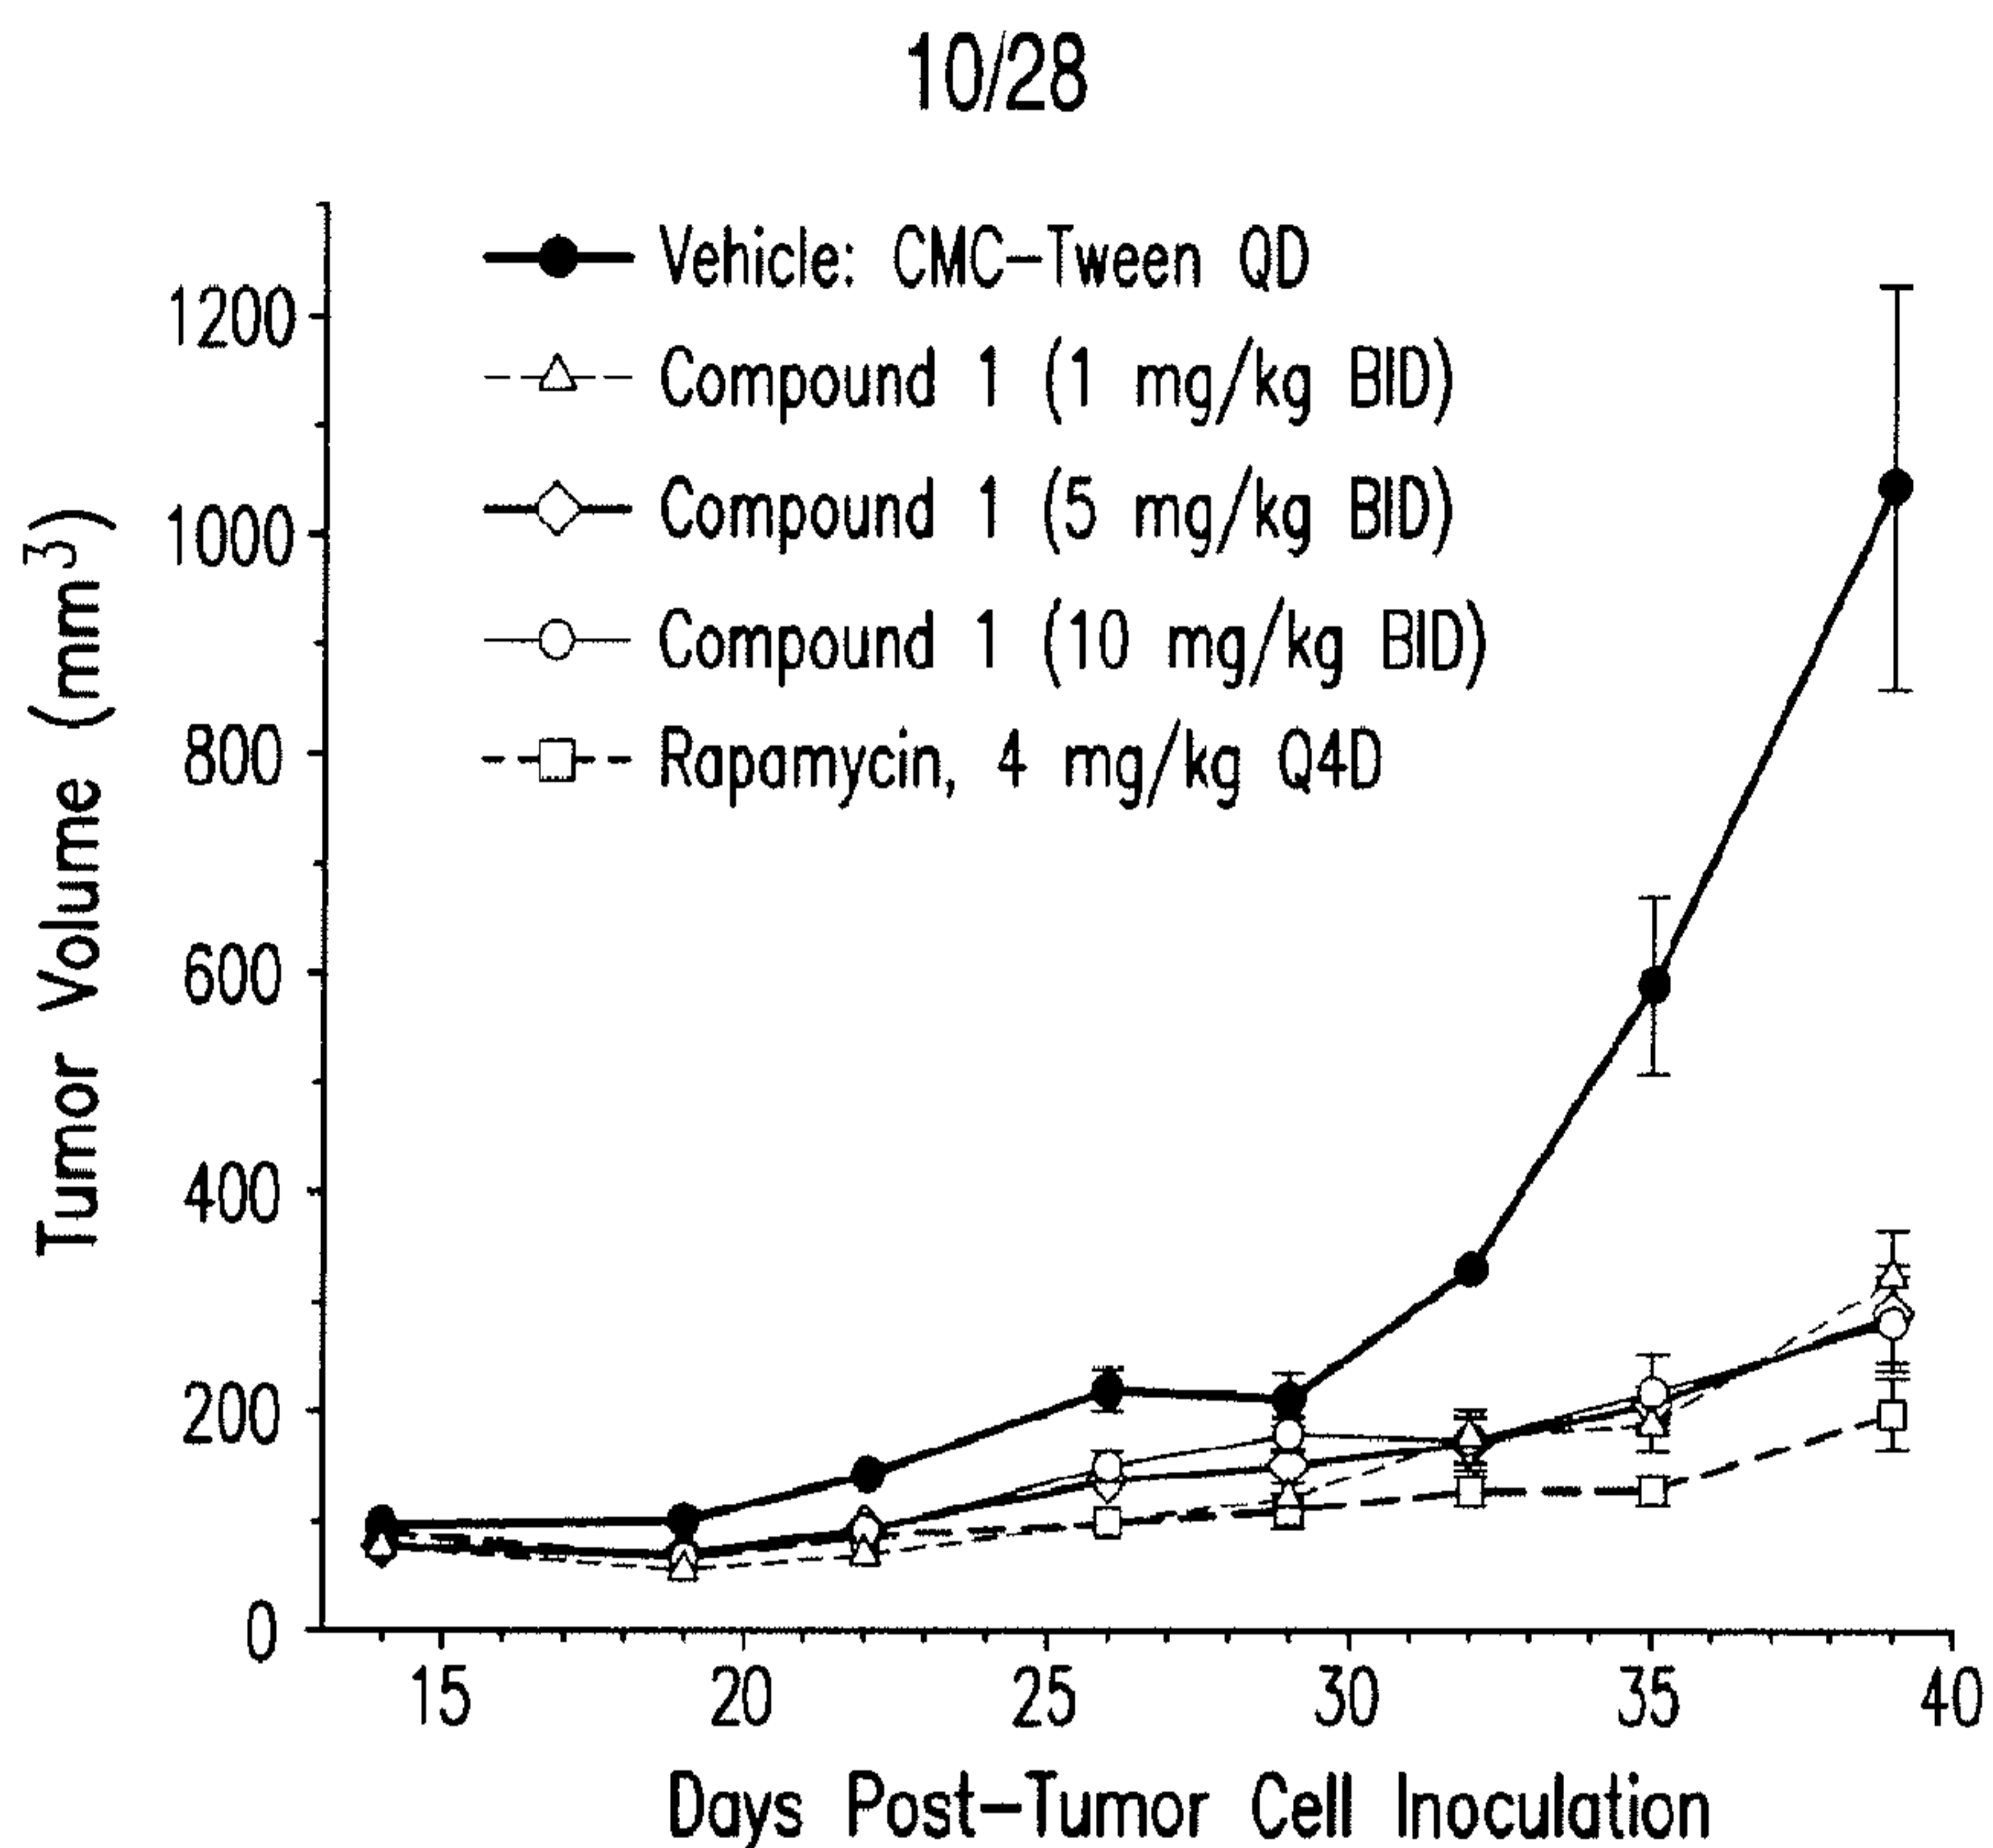 10/28
Vehicle: CMC-Tween QD
Compound 1 (1 mg/kg BID)
Compound 1 (5 mg/kg BID)
Compound 1 (10 mg/kg BID)
Rapamycin, 4 mg/kg Q4D
Tumor Volume (mm³)
1200
1000
800
600
400
200
0
15 20 25 30 35 40
Days Post-Tumor Cell Inoculation